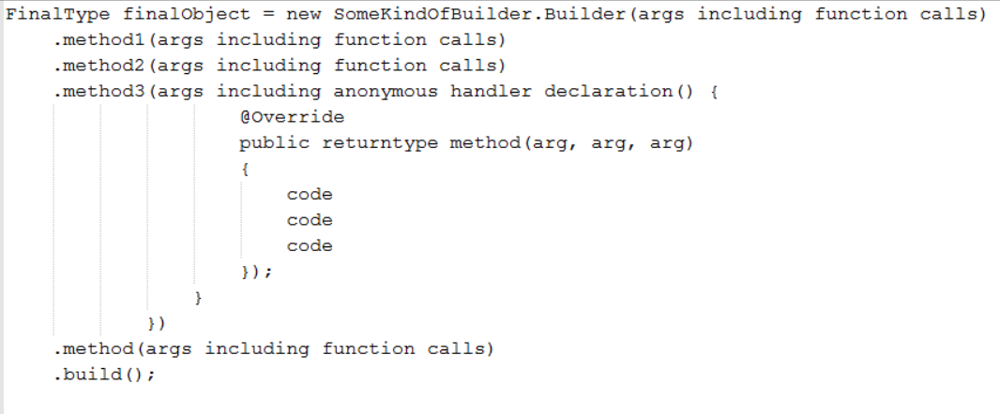 FinalType finalObject = new SomeKindOfBuilder.Builder(args including function calls)
    .method1(args including function calls)
    .method2(args including function calls)
    .method3(args including anonymous handler declaration() {
                    @Override
                    public returntype method(arg, arg, arg)
                    {
                        code
                        code
                        code
                    });
                }
            })
    .method(args including function calls)
    .build();